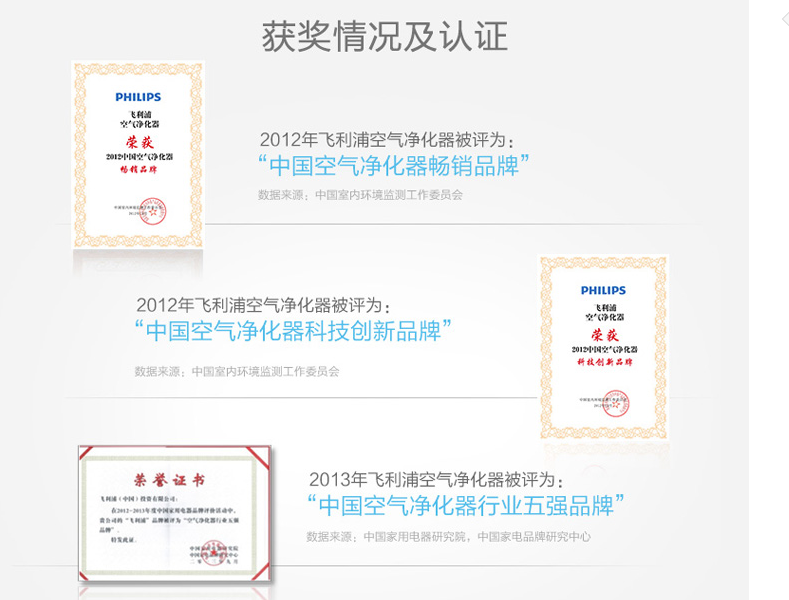 获奖情况及认证
PHILIPS
飞利浦
空气净化器
荣获
2012中国空气净化器
畅销品牌
2012年飞利浦空气净化器被评为：
“中国空气净化器畅销品牌”
数据来源：中国室内环境监测工作委员会
2012年飞利浦空气净化器被评为：
“中国空气净化器科技创新品牌”
数据来源：中国室内环境监测工作委员会
PHILIPS
飞利浦
空气净化器
荣获
2012中国空气净化器
科技创新品牌
荣誉证书
飞利浦（中国）投资有限公司：
在2012-2013年度中国家用电器品牌评价活动中，
贵公司的“飞利浦”品牌被评为“空气净化器行业五强
品牌”。
特发此证。
2013年飞利浦空气净化器被评为：
“中国空气净化器行业五强品牌”
数据来源：中国家用电器研究院，中国家电品牌研究中心